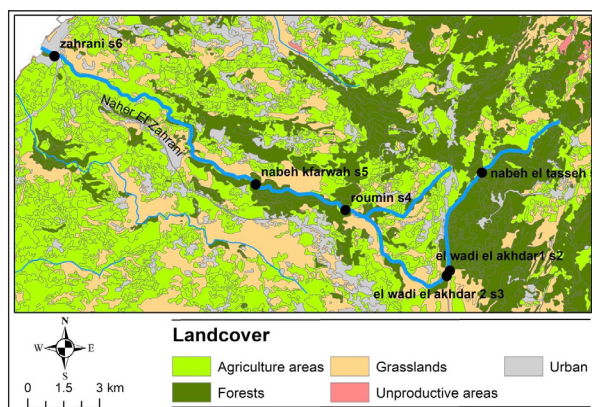 zahrani s6
Naher El Zahrani
nabeh kfarwah s5
nabeh el tasseh s
roumin s4
el wadi el akhdar1 s2
el wadi el akhdar 2 s3
Landcover
N
W E
S
Agriculture areas
Grasslands
Urban
Forests
Unproductive areas
0 1.5 3 km